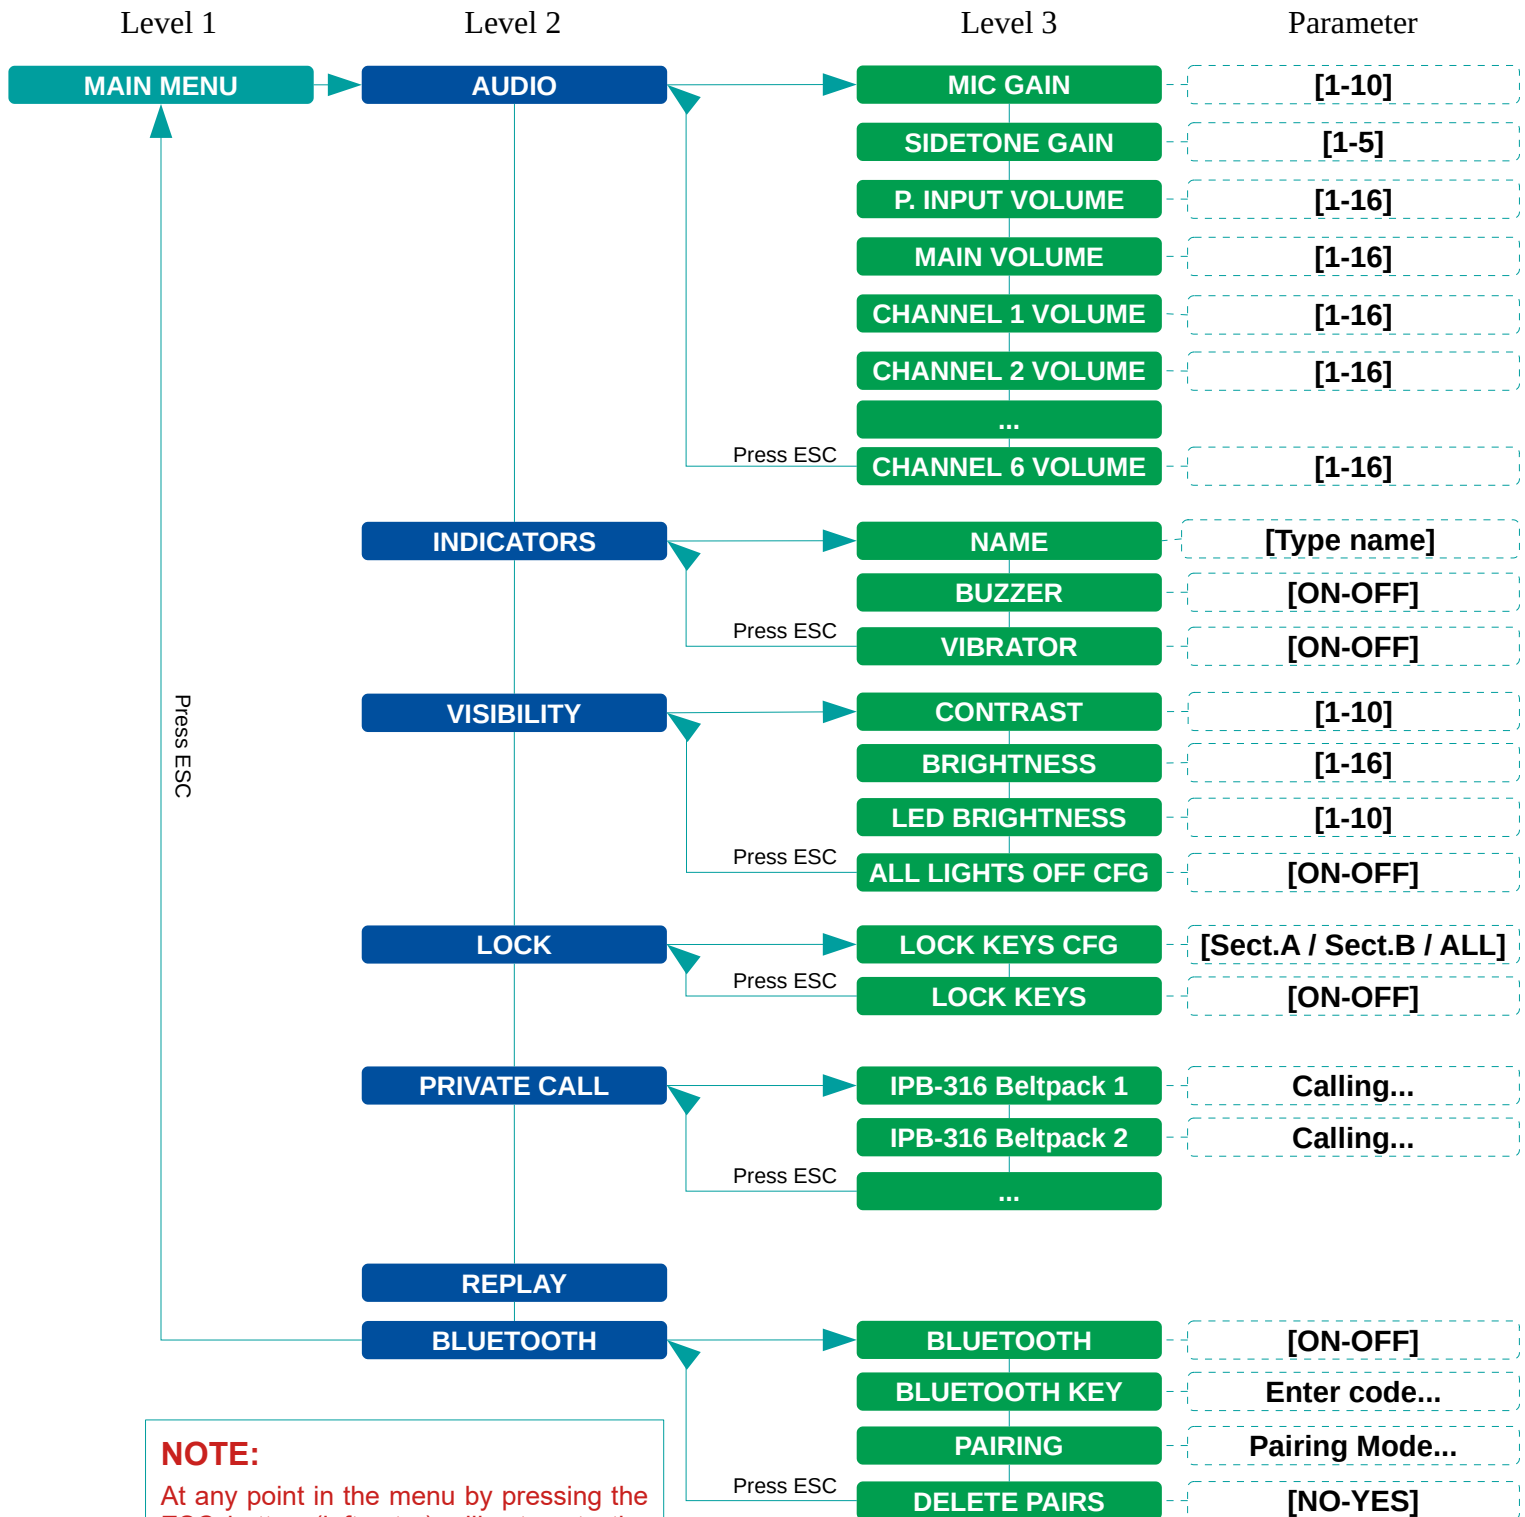 Level 1 Level 2 Level 3 Parameter
MAIN MENU AUDIO MIC GAIN [1-10]
SIDETONE GAIN [1-5]
P. INPUT VOLUME [1-16]
MAIN VOLUME [1-16]
CHANNEL 1 VOLUME [1-16]
CHANNEL 2 VOLUME [1-16]
...
Press ESC CHANNEL 6 VOLUME [1-16]
INDICATORS NAME [Type name]
BUZZER [ON-OFF]
Press ESC VIBRATOR [ON-OFF]
Press ESC
VISIBILITY CONTRAST [1-10]
BRIGHTNESS [1-16]
LED BRIGHTNESS [1-10]
Press ESC ALL LIGHTS OFF CFG [ON-OFF]
LOCK LOCK KEYS CFG [Sect.A / Sect.B / ALL]
Press ESC LOCK KEYS [ON-OFF]
PRIVATE CALL IPB-316 Beltpack 1 Calling...
IPB-316 Beltpack 2 Calling...
Press ESC ...
REPLAY
BLUETOOTH BLUETOOTH [ON-OFF]
BLUETOOTH KEY Enter code...
PAIRING Pairing Mode...
Press ESC DELETE PAIRS [NO-YES]
NOTE:
At any point in the menu by pressing the